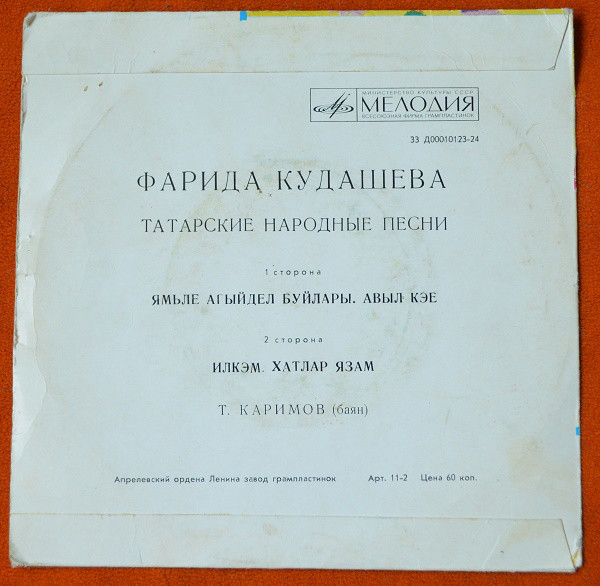 МИНИСТЕРСТВО КУЛЬТУРЫ СССР
МЕЛОДИЯ
ВСЕСОЮЗНАЯ ФИРМА ГРАМПЛАСТИНОК
33 Д00010123-24
ФАРИДА КУДАШЕВА
ТАТАРСКИЕ НАРОДНЫЕ ПЕСНИ
1 сторона
ЯМЬЛЕ АГЫЙДЕЛ БУЙЛАРЫ. АВЫЛ КЭЕ
2 сторона
ИЛКЭМ. ХАТЛАР ЯЗАМ
Т. КАРИМОВ (баян)
Апрелевский ордена Ленина завод грампластинок Арт. 11-2 Цена 60 коп.